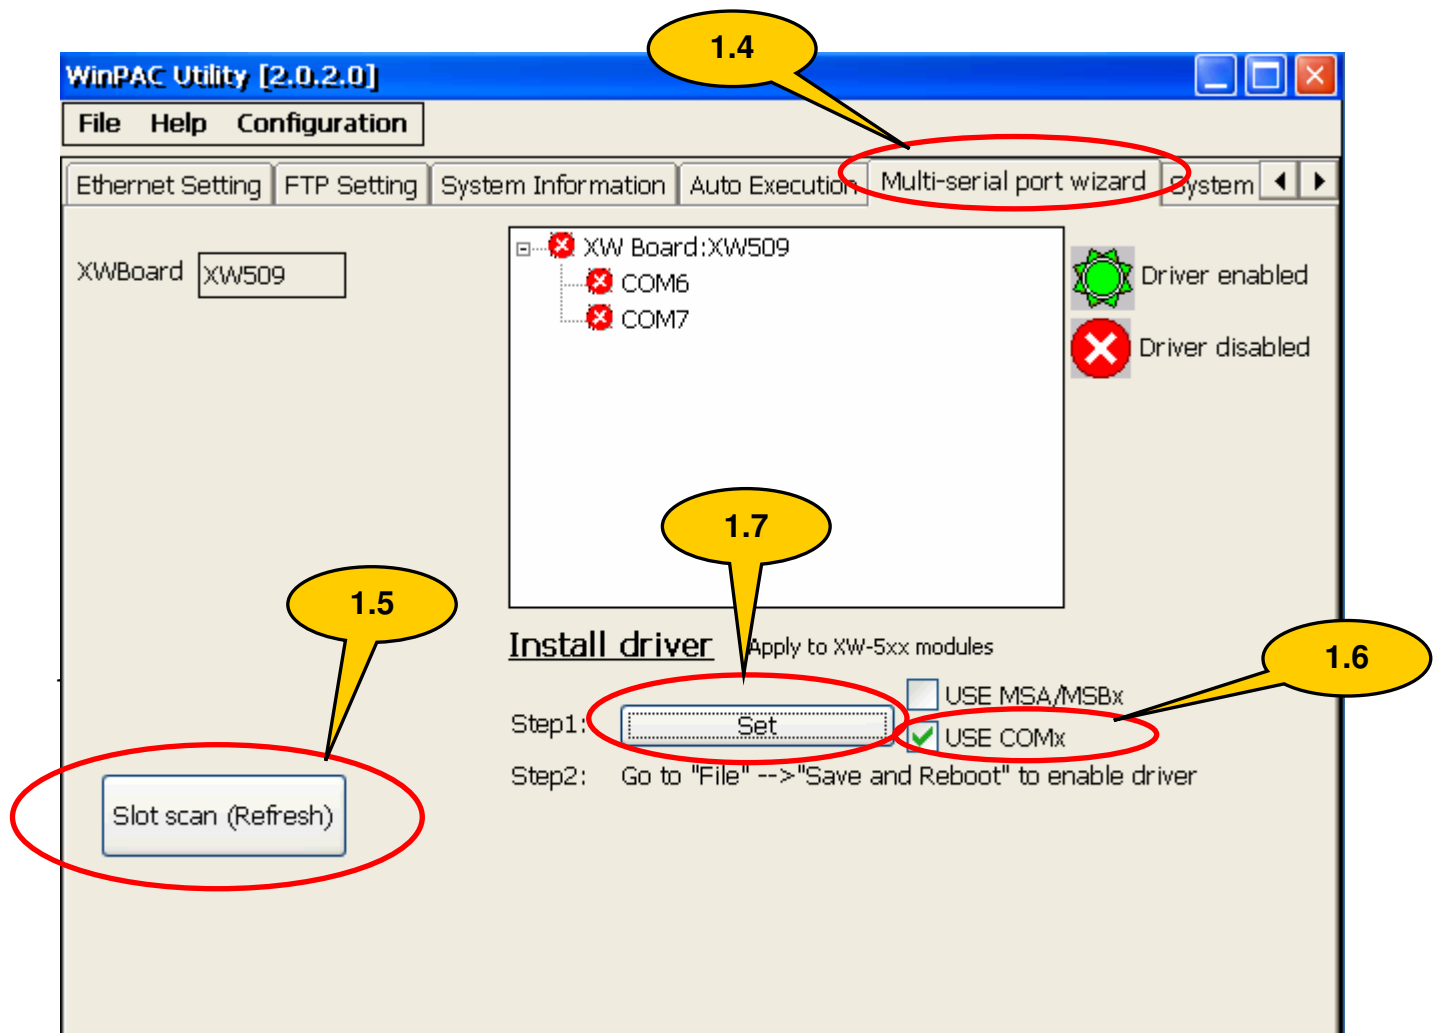 1.4
WinPAC Utility [2.0.2.0]
File Help Configuration
Ethernet Setting FTP Setting System Information Auto Execution Multi-serial port wizard System
XWBoard XW509
XW Board:XW509
COM6
COM7
Driver enabled
Driver disabled
1.7
1.5
Install driver Apply to XW-5xx modules
1.6
USE MSA/MSBx
Step1: Set
USE COMx
Step2: Go to "File" -->"Save and Reboot" to enable driver
Slot scan (Refresh)